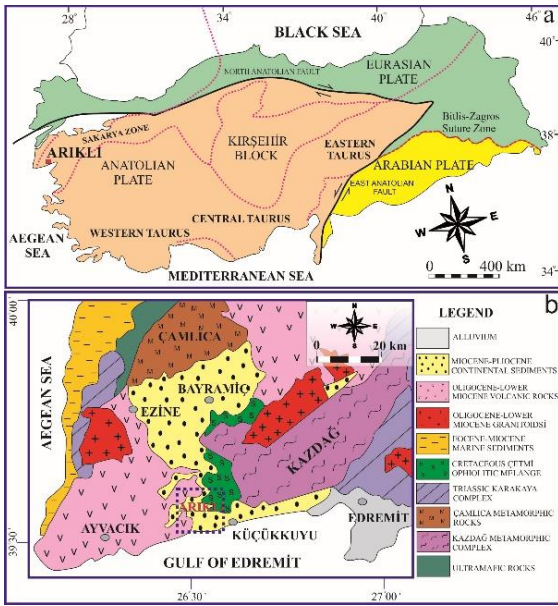 a
28
34
40
46
BLACK SEA
40
NORTH ANATOLIAN FAULT
EURASIAN
PLATE
SAKARYA ZONE
ARIKLI
ANATOLIAN
PLATE
KIRŞEHİR
BLOCK
EASTERN
TAURUS
Bitlis-Zagros
Suture Zone
38
ARABIAN PLATE
EAST ANATOLIAN
FAULT
AEGEAN
SEA
WESTERN TAURUS
CENTRAL TAURUS
MEDITERRANEAN SEA
N
W
E
S
0 400 km
34
b
40 00
AEGEAN SEA
ÇAMLICA
BAYRAMİÇ
EZİNE
KAZDAĞ
N
W
E
S
0 20 km
ARIKLI
AYVACIK
KÜÇÜKKUYU
EDREMİT
39 30
GULF OF EDREMIT
26 30
27 00
LEGEND
ALLUVIUM
MIOCENE-PLIOCENE
CONTINENTAL SEDIMENTS
OLIGOCENE-LOWER
MIOCENE VOLCANIC ROCKS
OLIGOCENE-LOWER
MIOCENE GRANITOIDSI
EOCENE-MIOCENE
MARINE SEDIMENTS
CRETACEOUS ÇETMİ
OPHIOLITIC MELANGE
TRIASSIC KARAKAYA
COMPLEX
ÇAMLICA METAMORPHIC
ROCKS
KAZDAĞ METAMORPHIC
COMPLEX
ULTRAMAFIC ROCKS